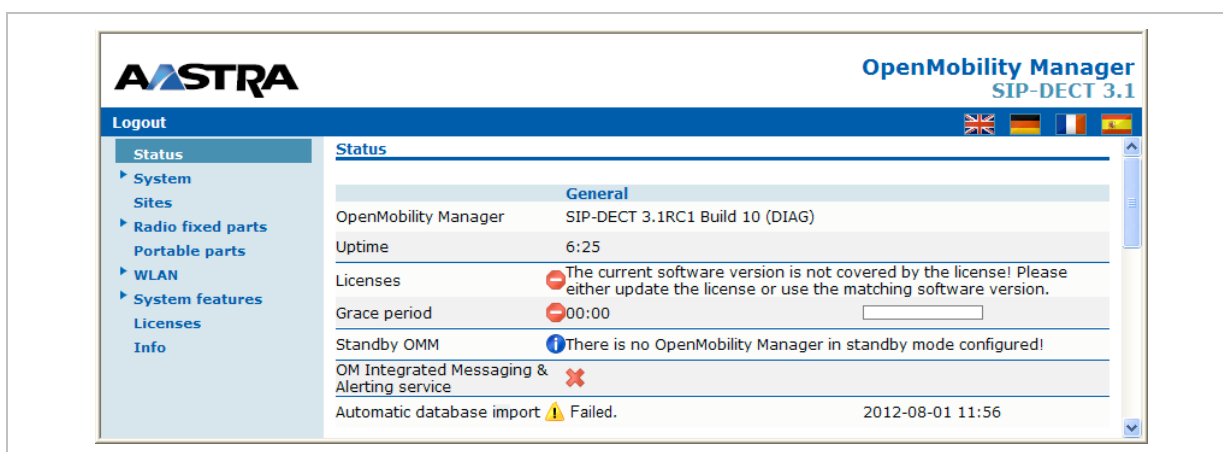 AASTRA
OpenMobility Manager
SIP-DECT 3.1
Logout
Status
System
Sites
Radio fixed parts
Portable parts
WLAN
System features
Licenses
Info
Status
General
OpenMobility Manager SIP-DECT 3.1RC1 Build 10 (DIAG)
Uptime 6:25
Licenses The current software version is not covered by the license! Please
either update the license or use the matching software version.
Grace period 00:00
Standby OMM There is no OpenMobility Manager in standby mode configured!
OM Integrated Messaging &
Alerting service
Automatic database import Failed. 2012-08-01 11:56